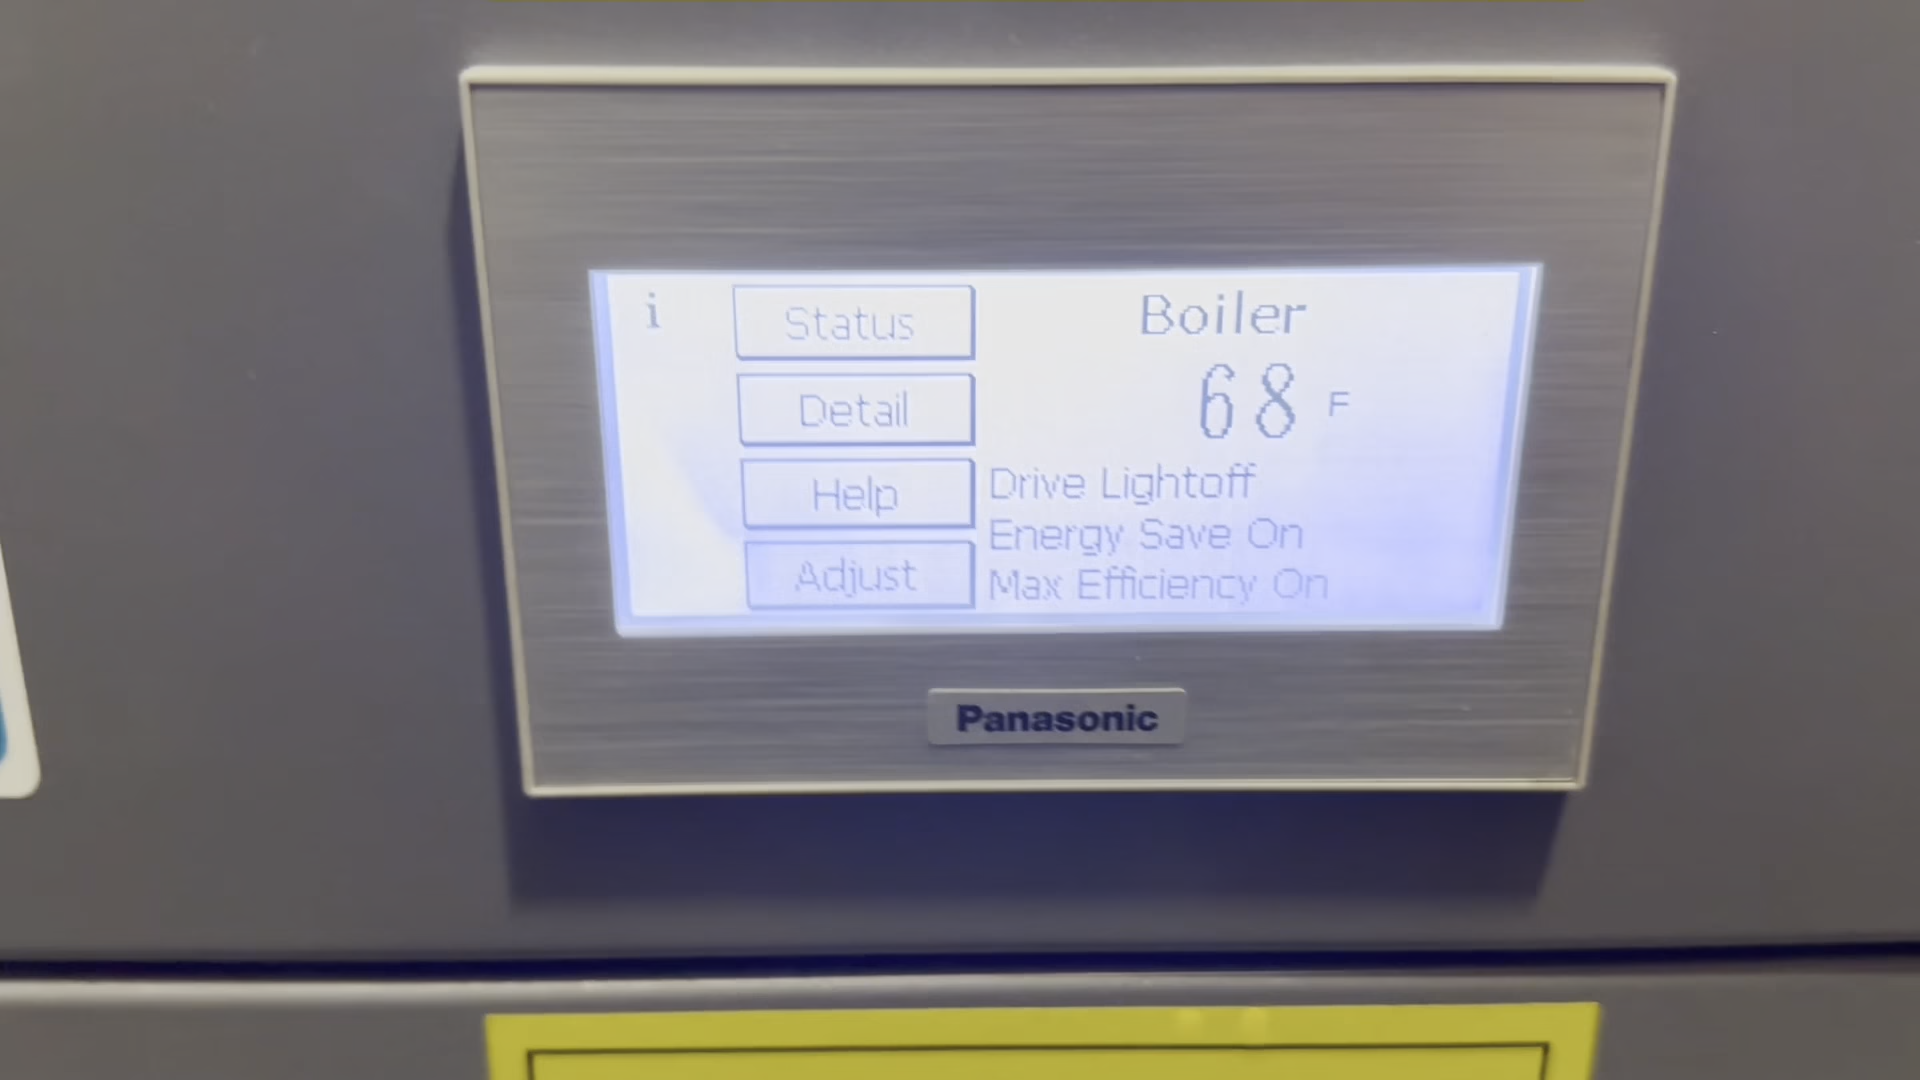 i
Status
Boiler
Detail
68 F
Help
Drive Lightoff
Energy Save On
Adjust
Max Efficiency On
Panasonic